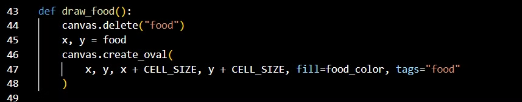 43 def draw_food():
44     canvas.delete("food")
45     x, y = food
46     canvas.create_oval(
47         x, y, x + CELL_SIZE, y + CELL_SIZE, fill=food_color, tags="food"
48     )
49